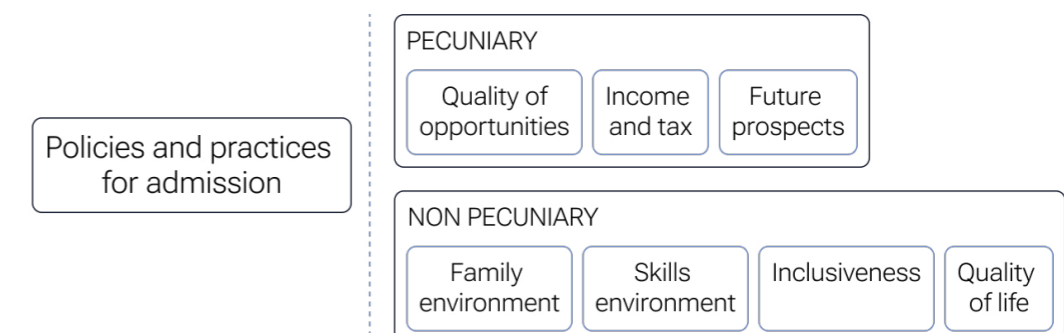 Policies and practices
for admission
PECUNIARY
Quality of
opportunities
Income
and tax
Future
prospects
NON PECUNIARY
Family
environment
Skills
environment
Inclusiveness
Quality
of life